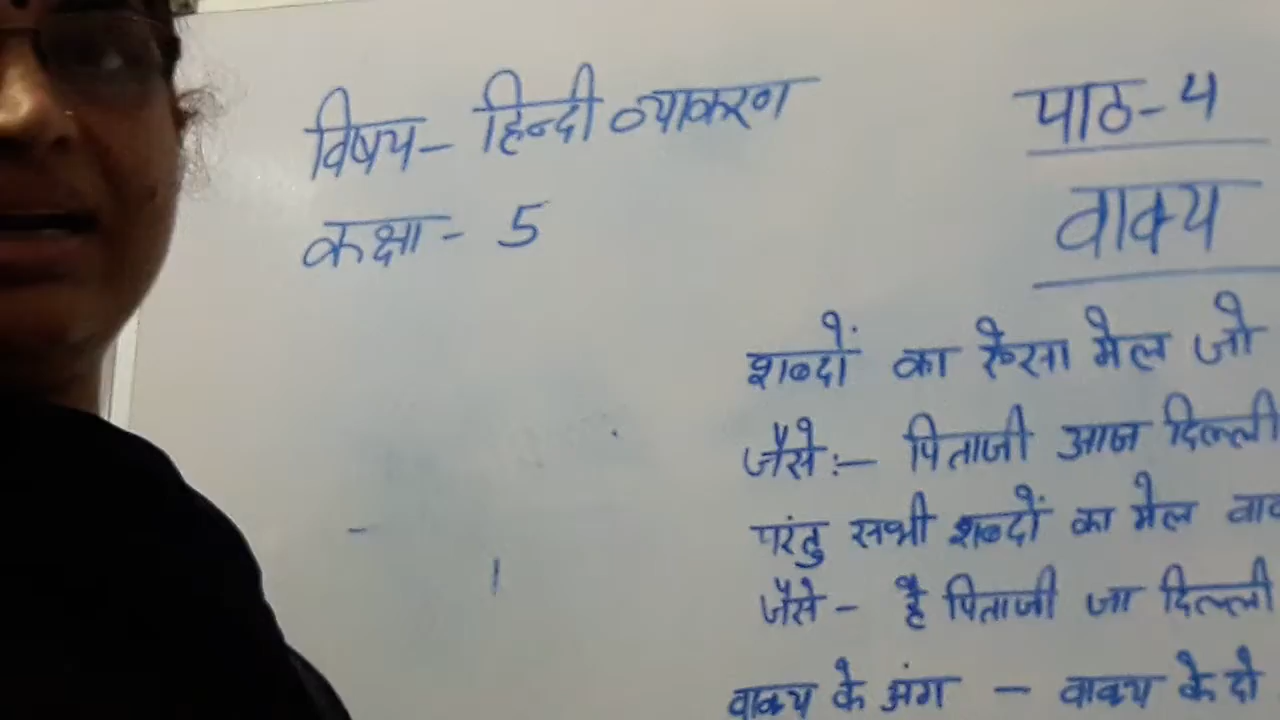 विषय – हिन्दी व्याकरण
पाठ – 4
कक्षा – 5
वाक्य
शब्दों का ऐसा मेल जो
जैसे :– पिताजी आज दिल्ली
परंतु सभी शब्दों का मेल
जैसे – है पिताजी जा दिल्ली
वाक्य के अंग – वाक्य के दो